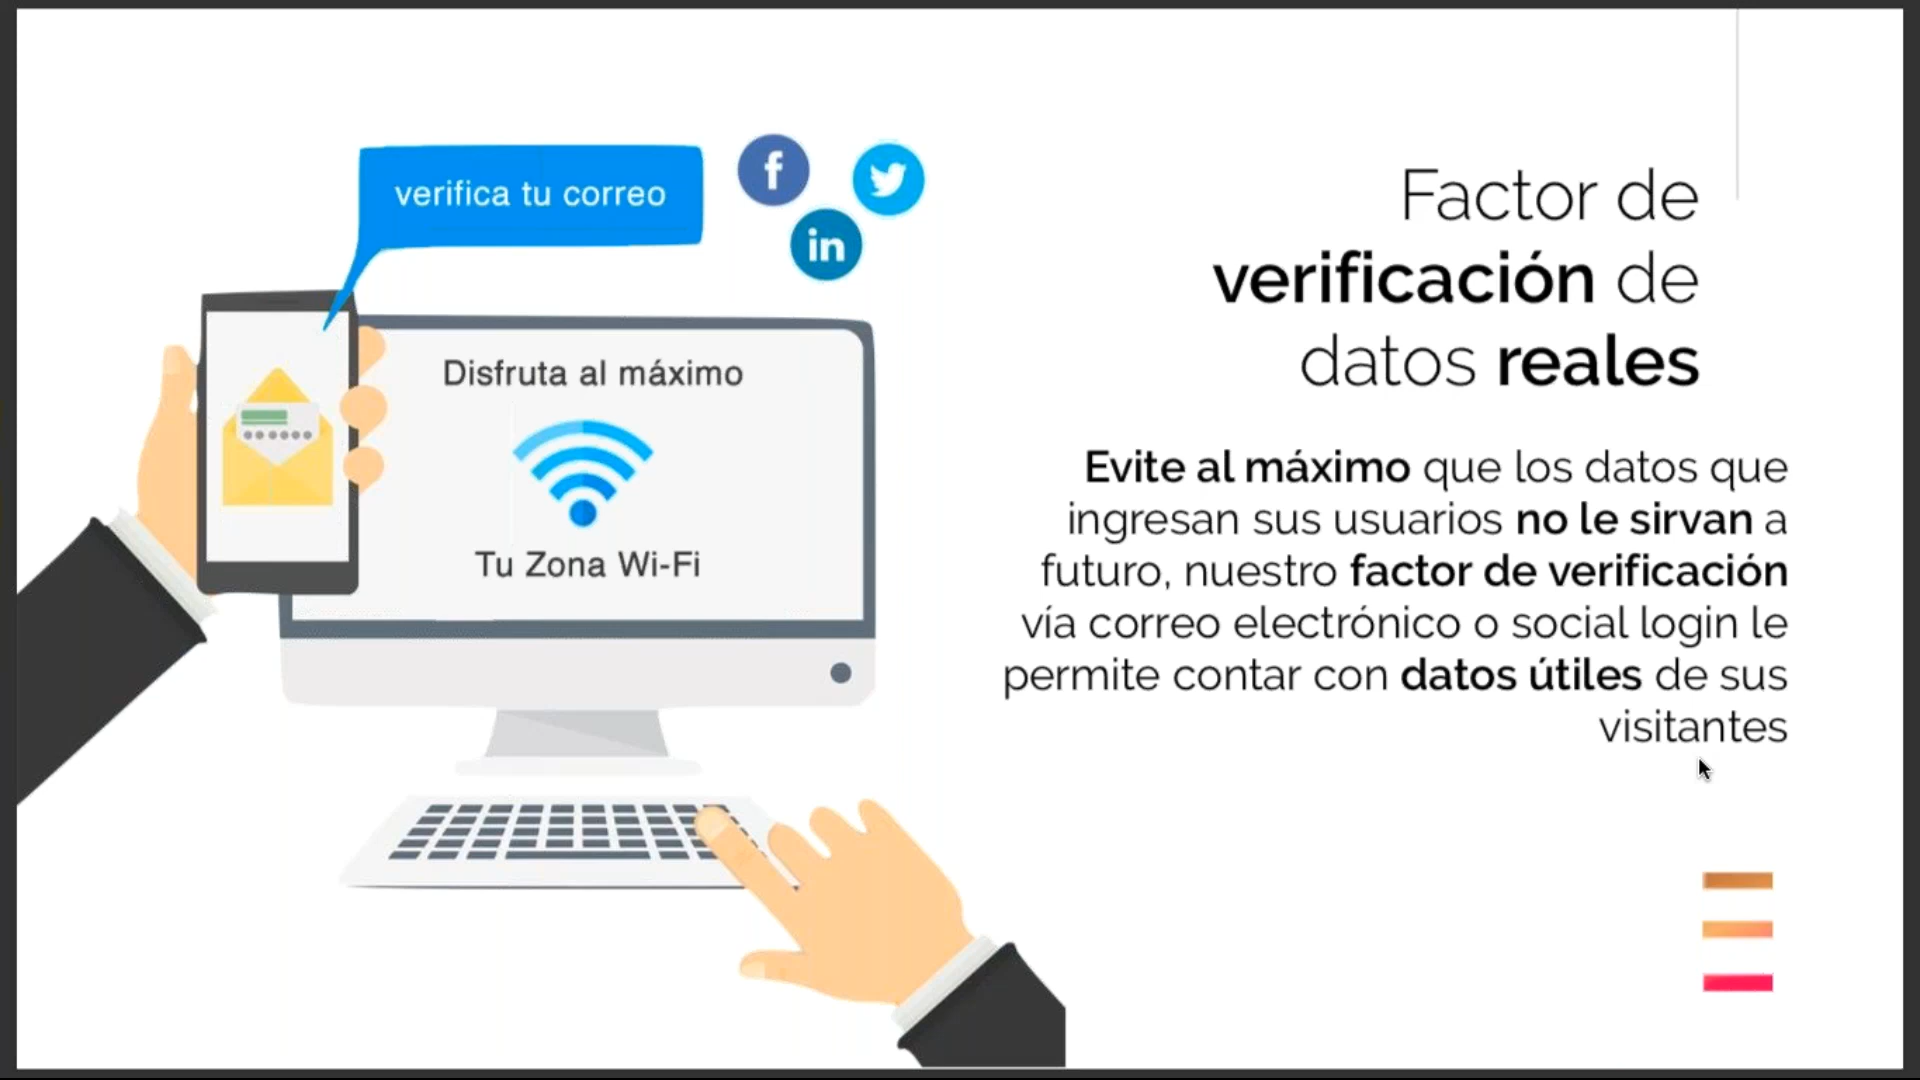 verifica tu correo
f
in
Disfruta al máximo
Tu Zona Wi-Fi
Factor de
verificación de
datos reales
Evite al máximo que los datos que
ingresan sus usuarios no le sirvan a
futuro, nuestro factor de verificación
vía correo electrónico o social login le
permite contar con datos útiles de sus
visitantes